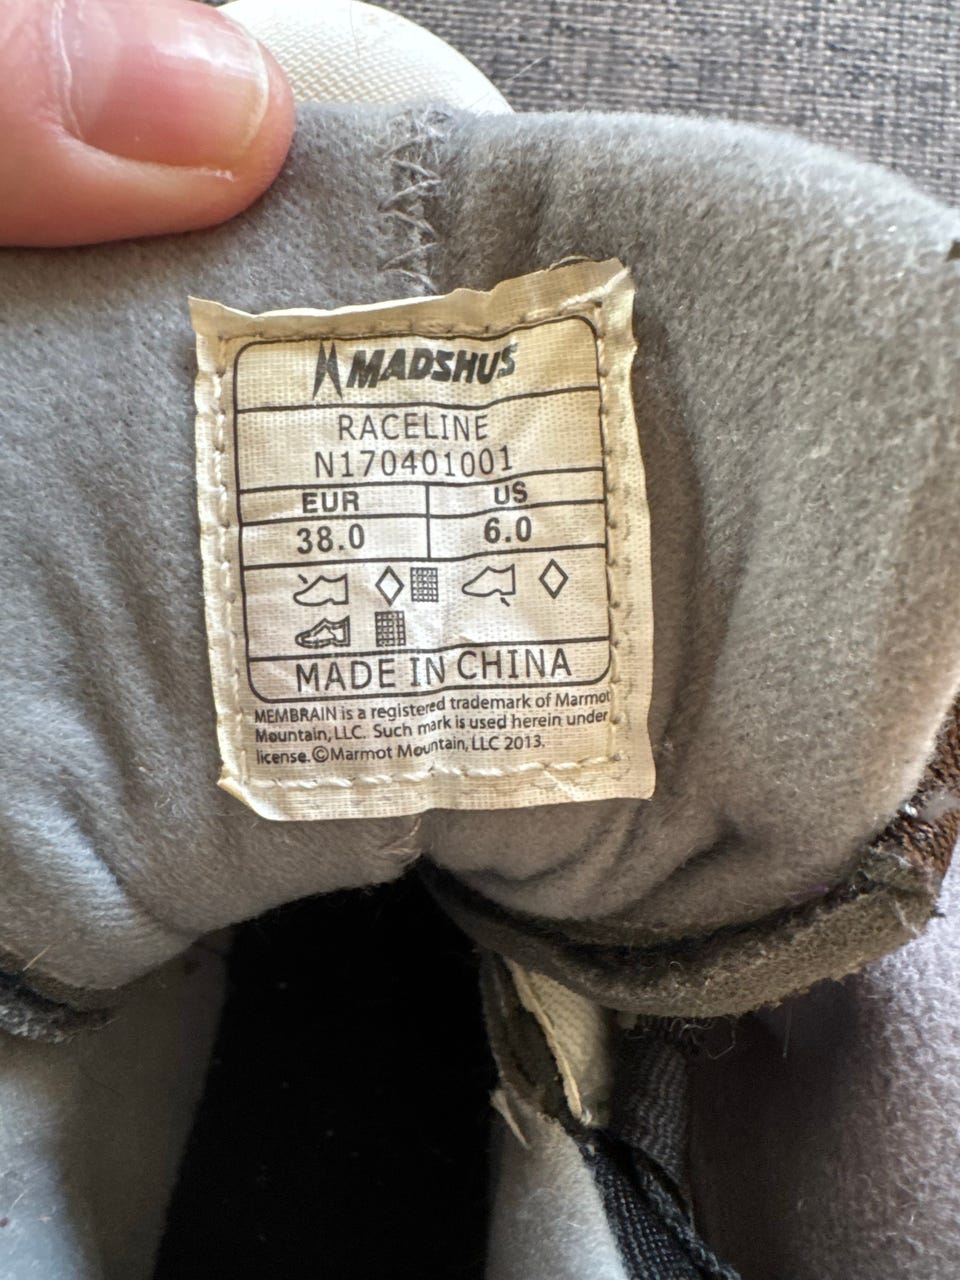 MADSHUS
RACELINE
N170401001
EUR US
38.0 6.0
MADE IN CHINA
MEMBRAIN is a registered trademark of Marmot
Mountain, LLC. Such mark is used herein under
license. ©Marmot Mountain, LLC 2013.